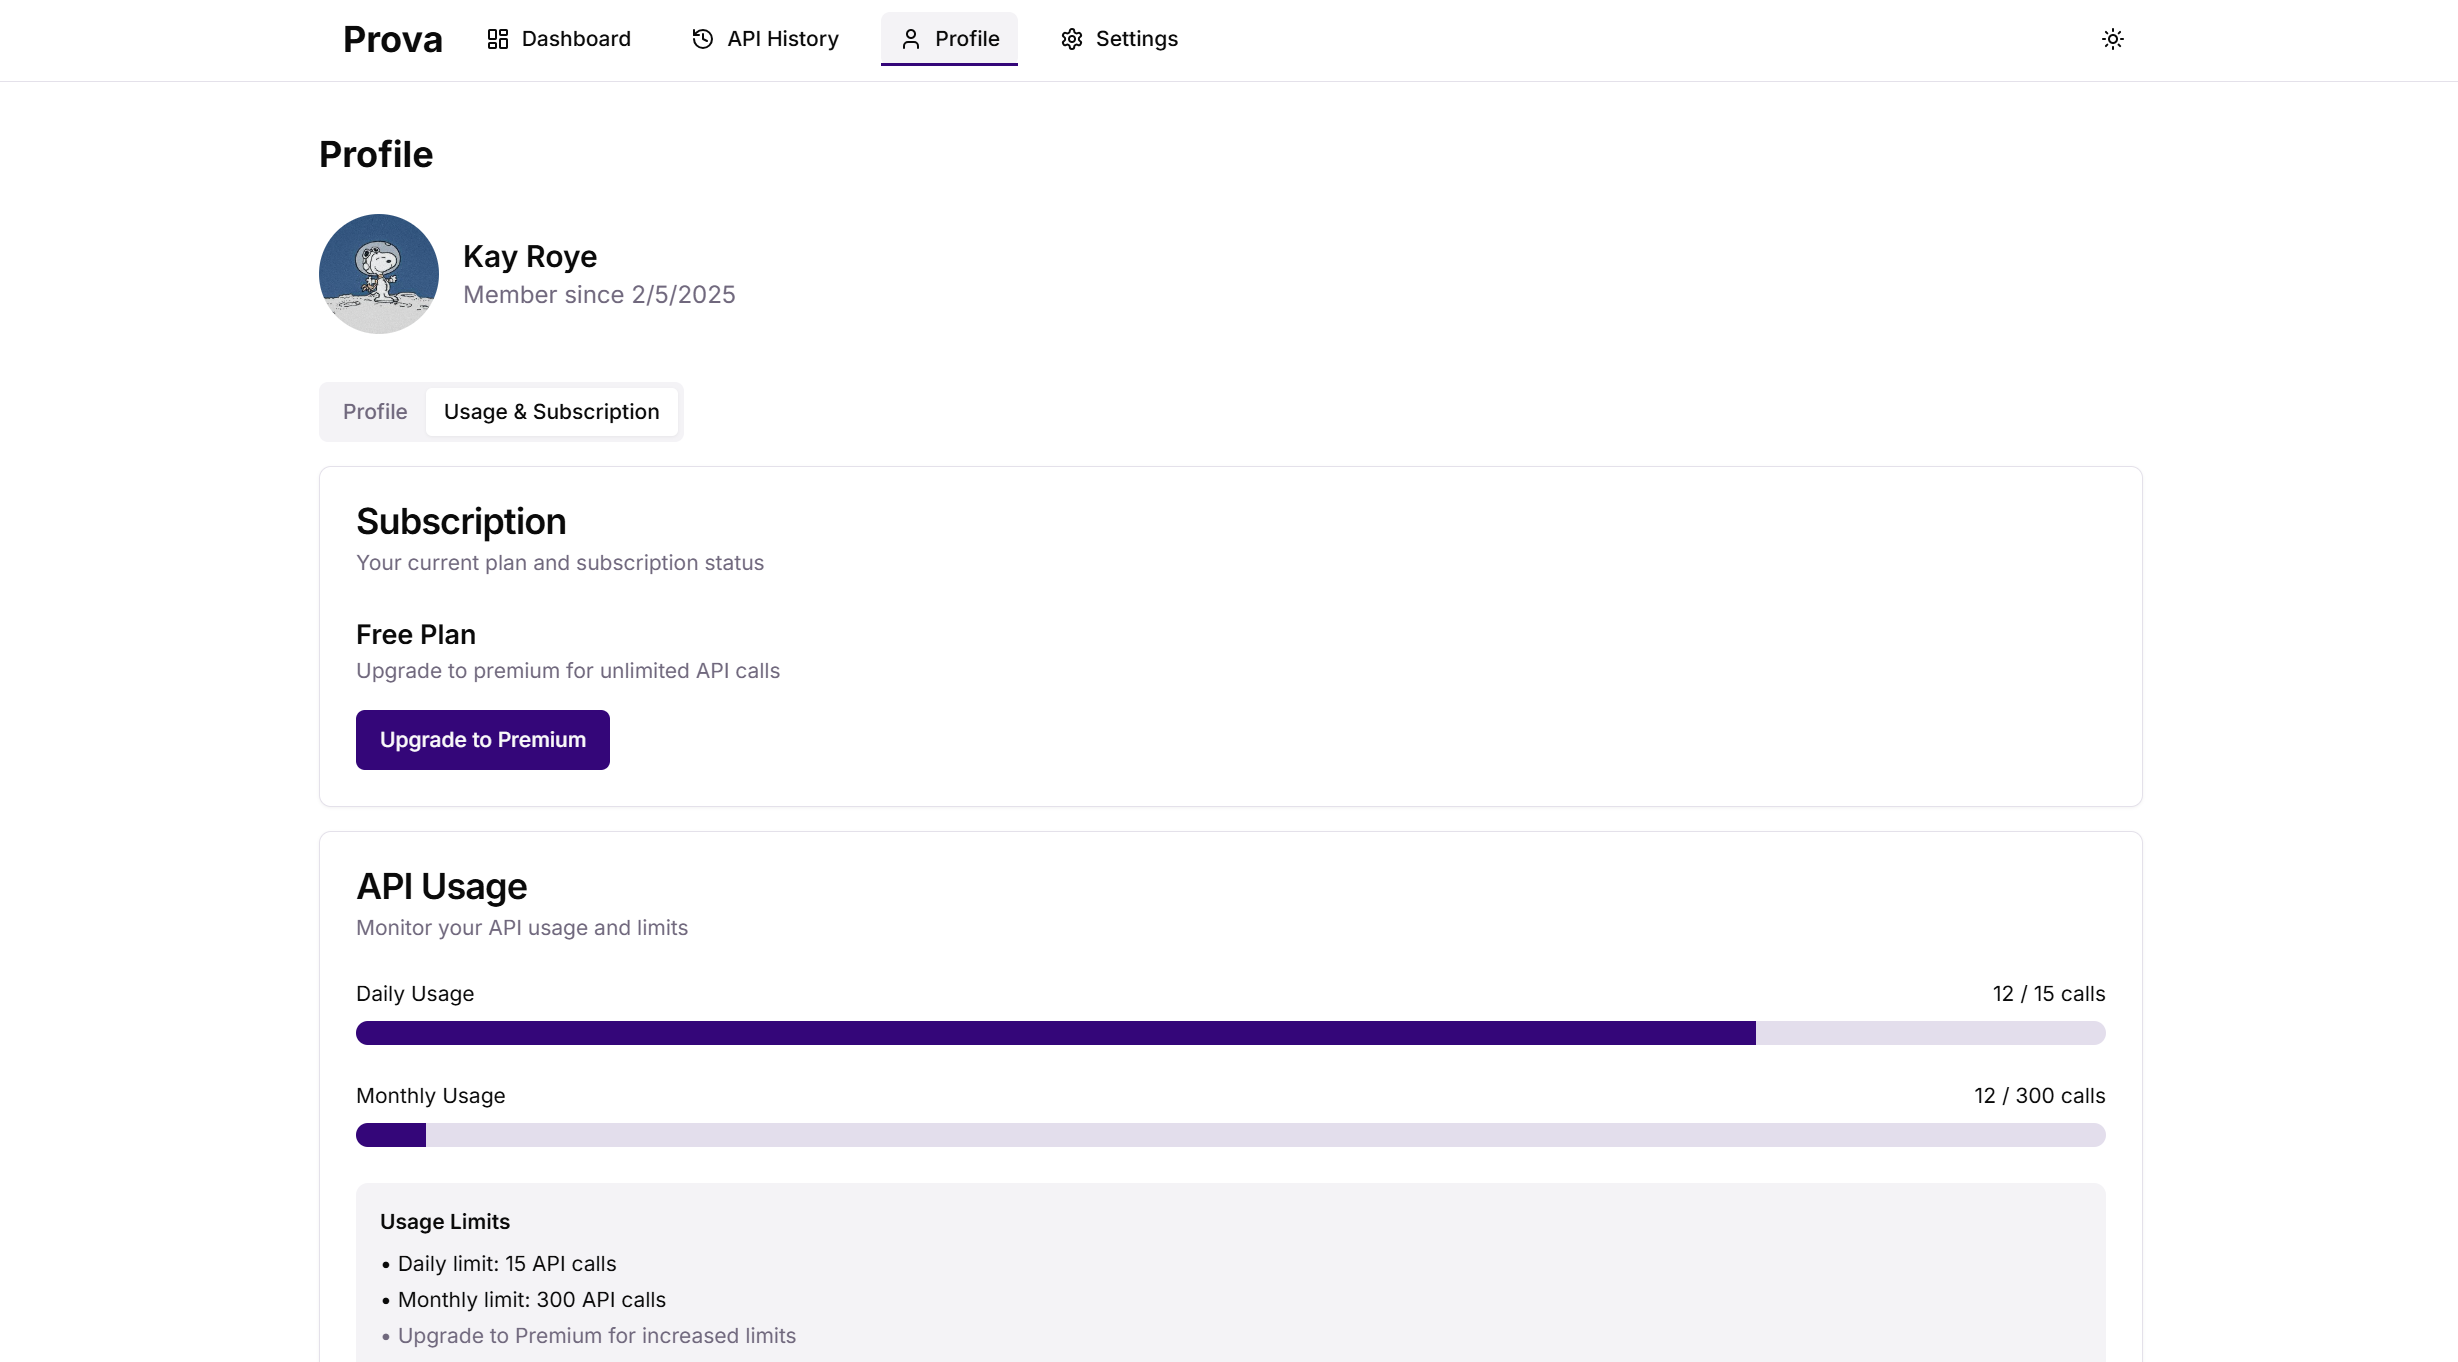 Prova
Dashboard
API History
Profile
Settings
Profile
Kay Roye
Member since 2/5/2025
Profile
Usage & Subscription
Subscription
Your current plan and subscription status
Free Plan
Upgrade to premium for unlimited API calls
Upgrade to Premium
API Usage
Monitor your API usage and limits
Daily Usage
12 / 15 calls
Monthly Usage
12 / 300 calls
Usage Limits
• Daily limit: 15 API calls
• Monthly limit: 300 API calls
• Upgrade to Premium for increased limits